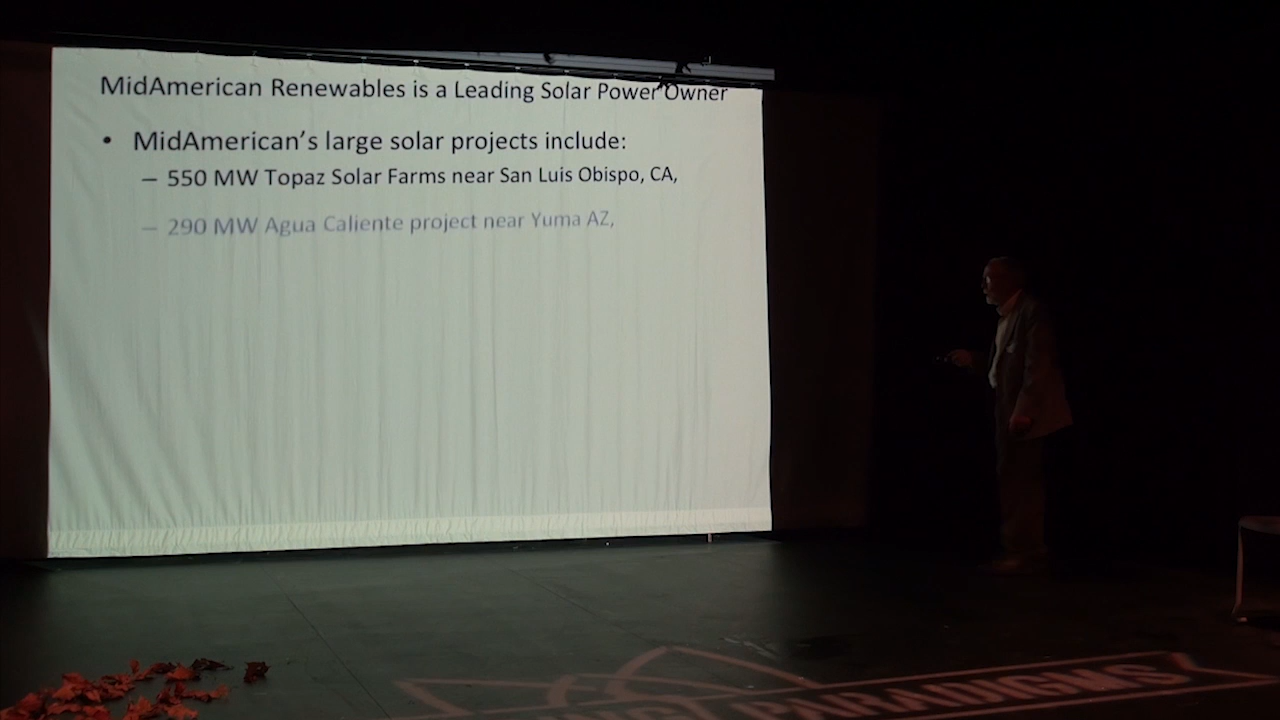 MidAmerican Renewables is a Leading Solar Power Owner
• MidAmerican's large solar projects include:
– 550 MW Topaz Solar Farms near San Luis Obispo, CA,
– 290 MW Agua Caliente project near Yuma AZ,
PARADIGMS